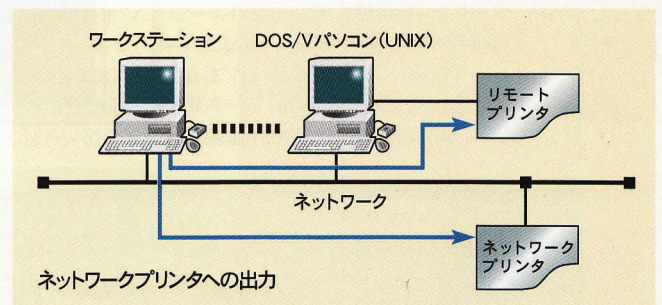 ワークステーション
DOS/Vパソコン(UNIX)
リモート
プリンタ
ネットワーク
ネットワーク
プリンタ
ネットワークプリンタへの出力